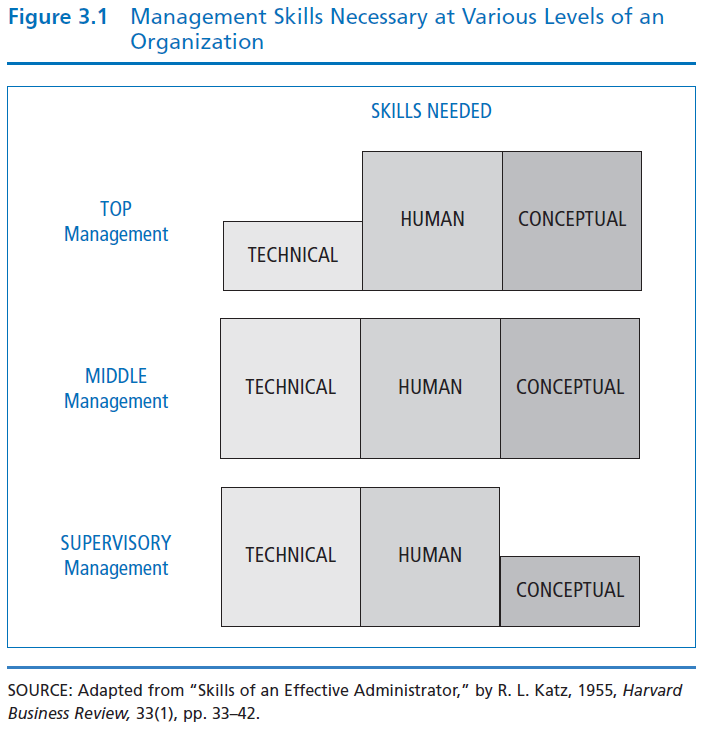 Figure 3.1 Management Skills Necessary at Various Levels of an
Organization
SKILLS NEEDED
TOP
Management
TECHNICAL
HUMAN
CONCEPTUAL
MIDDLE
Management
TECHNICAL
HUMAN
CONCEPTUAL
SUPERVISORY
Management
TECHNICAL
HUMAN
CONCEPTUAL
SOURCE: Adapted from “Skills of an Effective Administrator,” by R. L. Katz, 1955, Harvard
Business Review, 33(1), pp. 33–42.